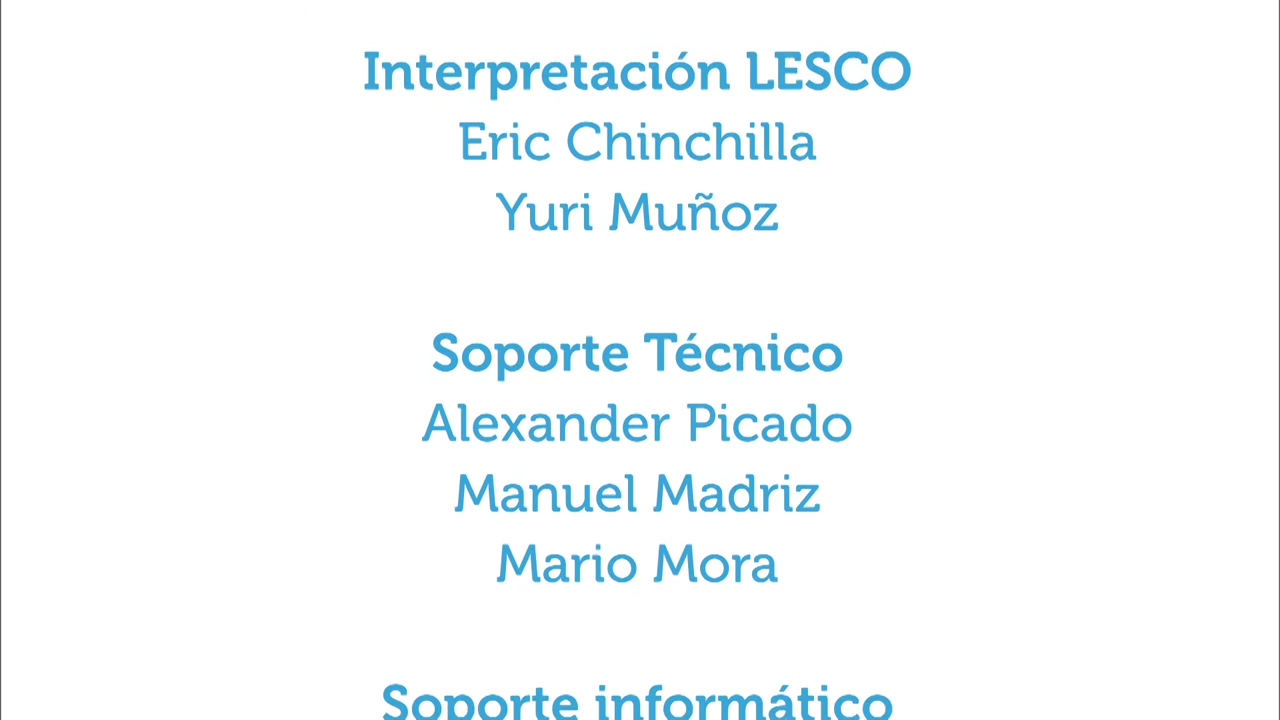 Interpretación LESCO
Eric Chinchilla
Yuri Muñoz
Soporte Técnico
Alexander Picado
Manuel Madriz
Mario Mora
Soporte informático